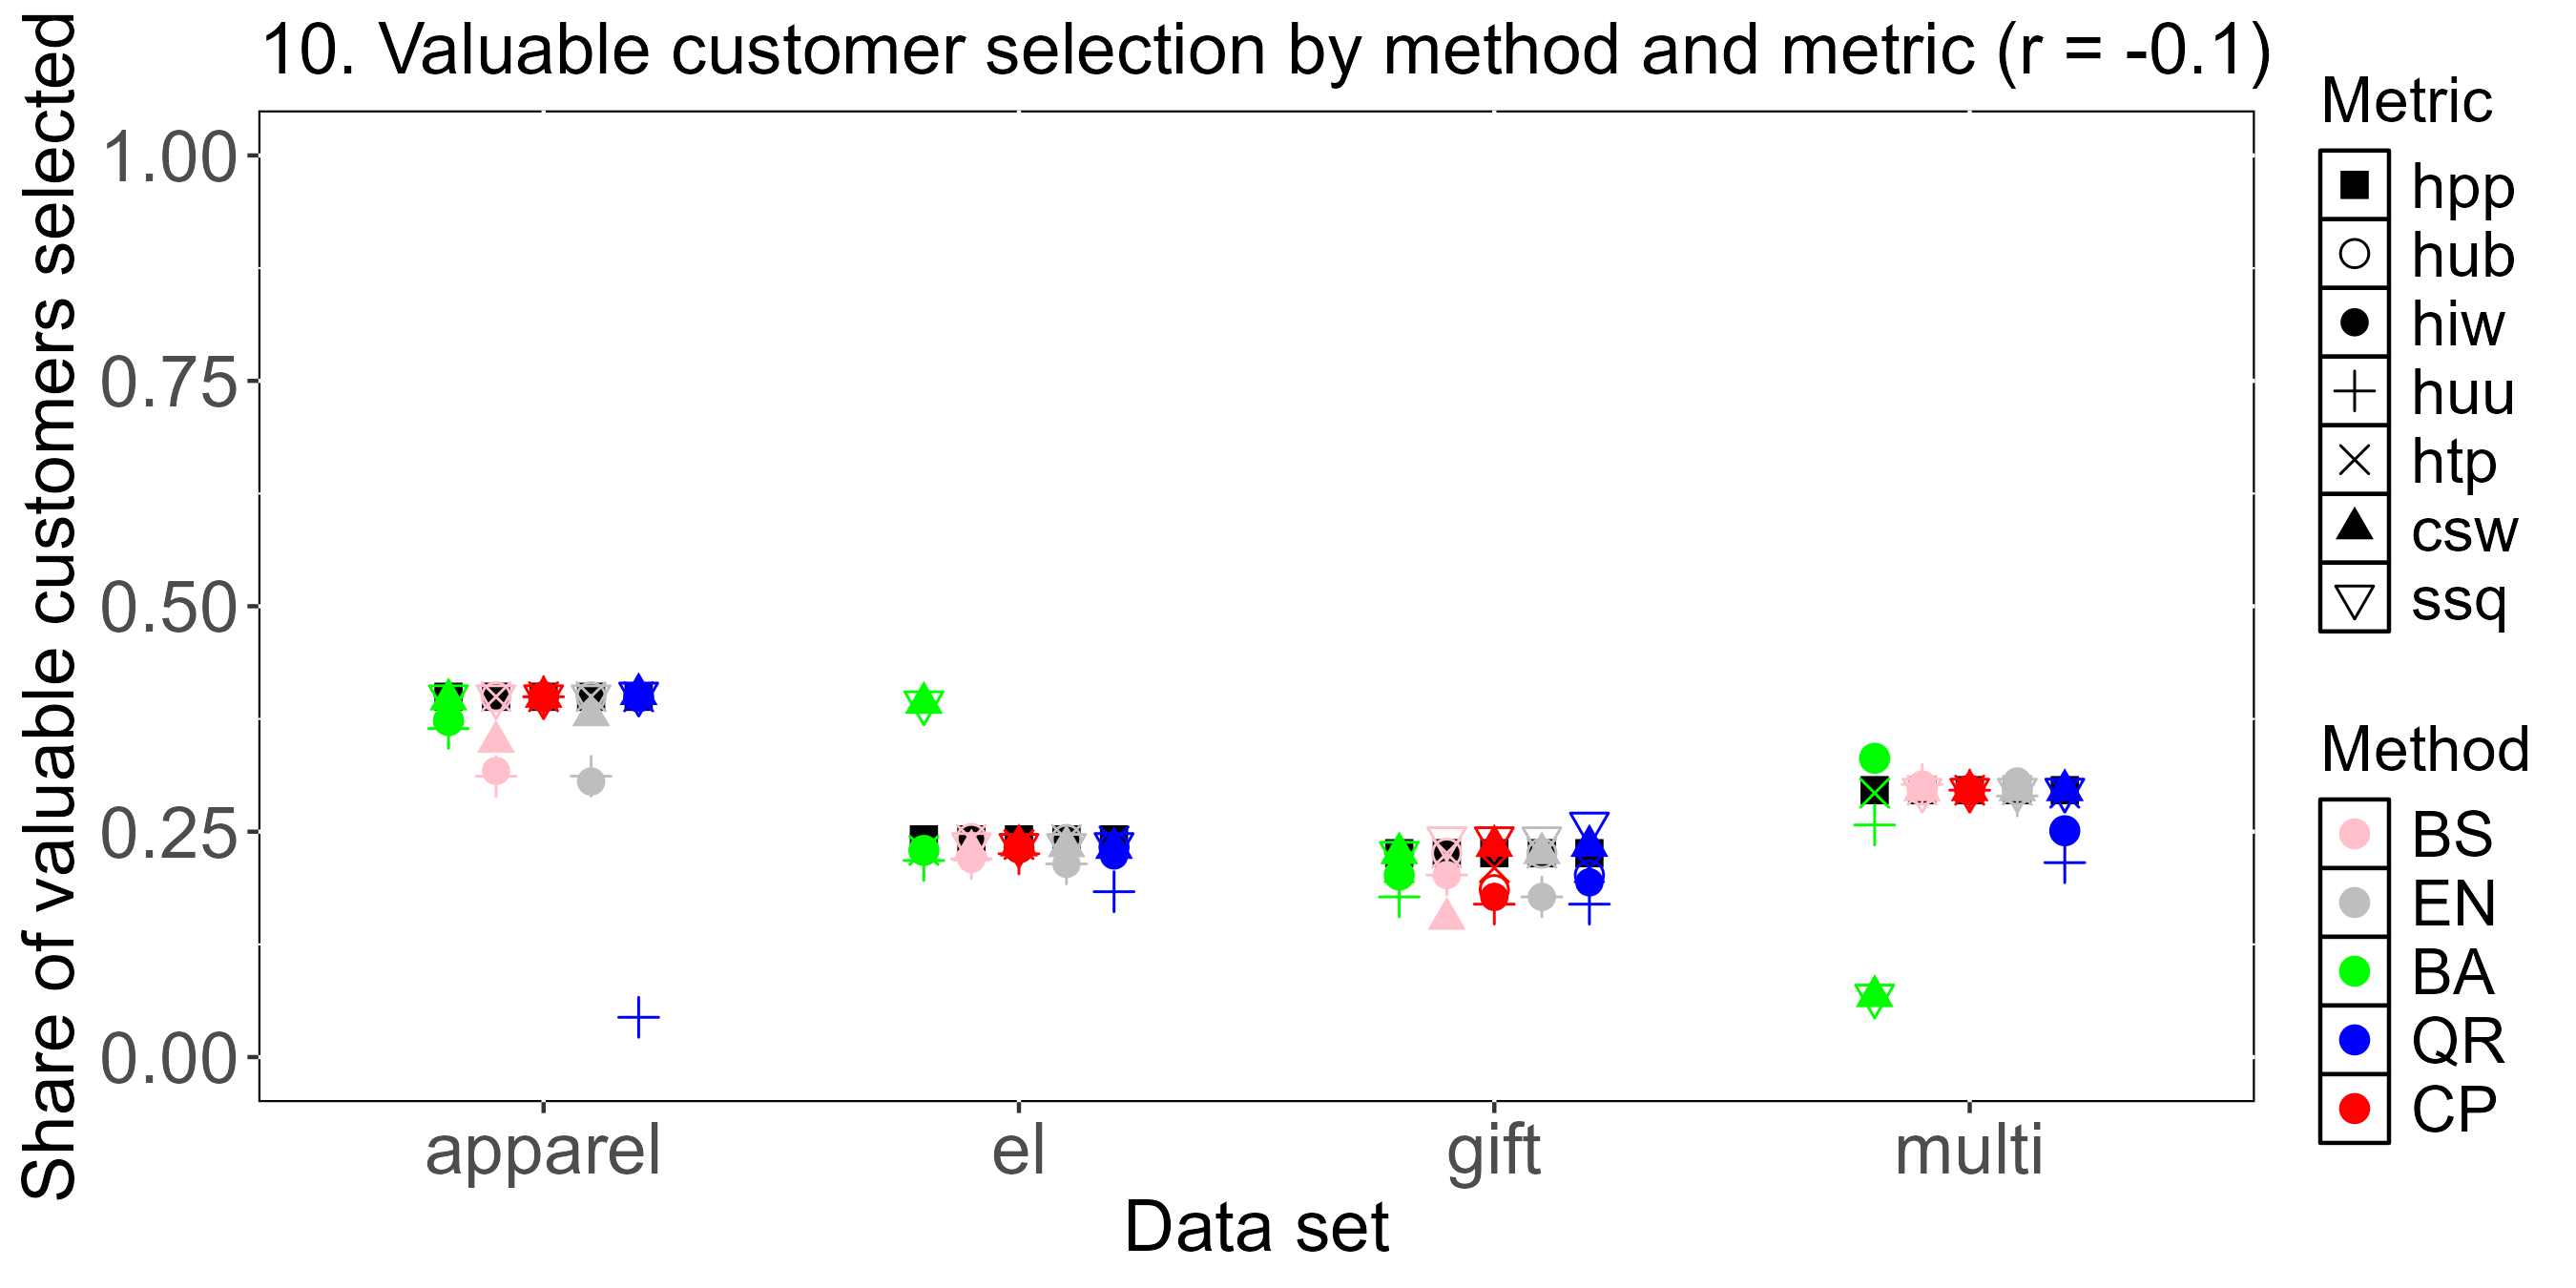 10. Valuable customer selection by method and metric (r = -0.1)
Share of valuable customers selected
1.00
0.75
0.50
0.25
0.00
apparel
el
gift
multi
Data set
Metric
hpp
hub
hiw
huu
htp
csw
ssq
Method
BS
EN
BA
QR
CP